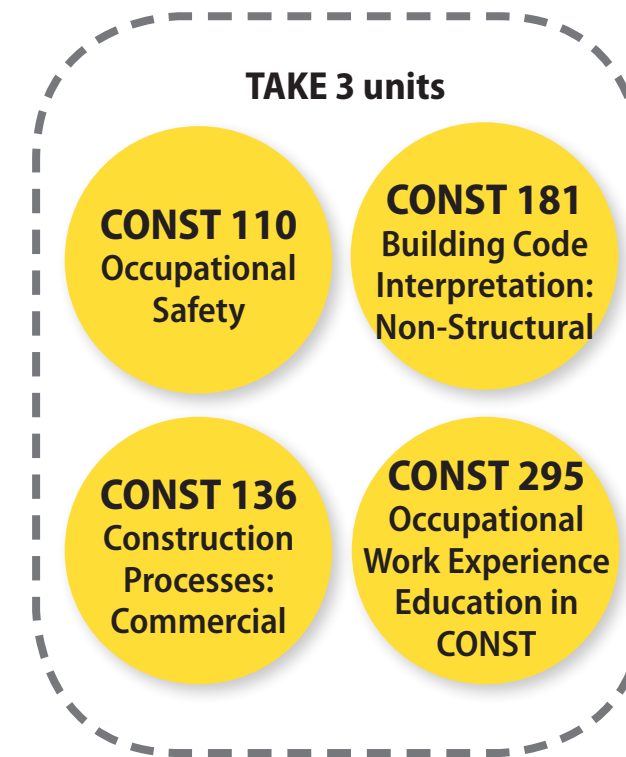 TAKE 3 units
CONST 110
Occupational
Safety
CONST 181
Building Code
Interpretation:
Non-Structural
CONST 136
Construction
Processes:
Commercial
CONST 295
Occupational
Work Experience
Education in
CONST